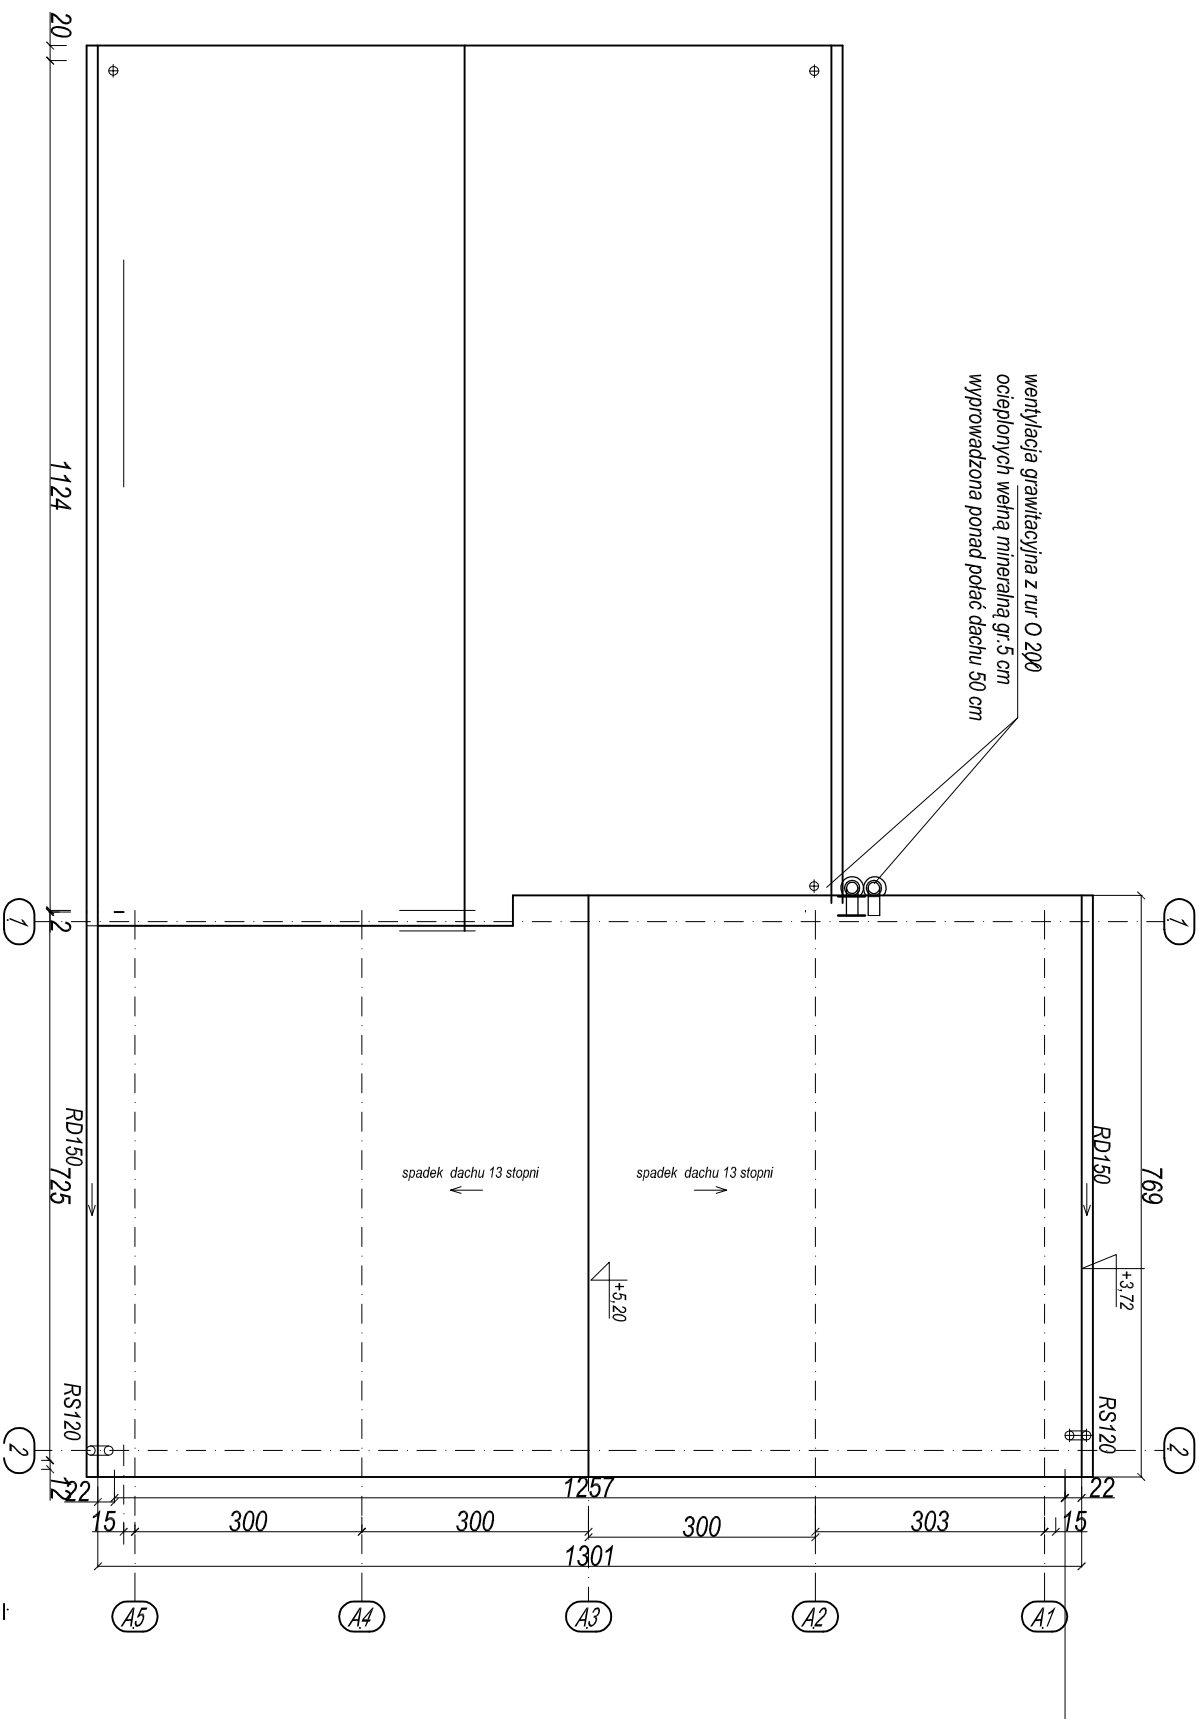 20
1124
wentylacja grawitacyjna z rur O 200
ocieplonych wełną mineralną gr.5 cm
wyprowadzona ponad połać dachu 50 cm
1
2
1
RD150
725
spadek dachu 13 stopni
spadek dachu 13 stopni
RD150
769
+5,20
+3,72
RS120
RS120
2
2
12
22
1257
22
15
300
300
300
303
15
1301
A5
A4
A3
A2
A1